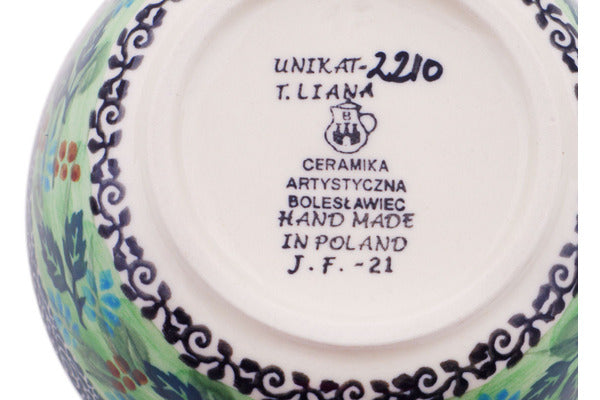 UNIKAT-2210
T. LIANA
B
CERAMIKA
ARTYSTYCZNA
BOLESŁAWIEC
HAND MADE
IN POLAND
J. F. -21